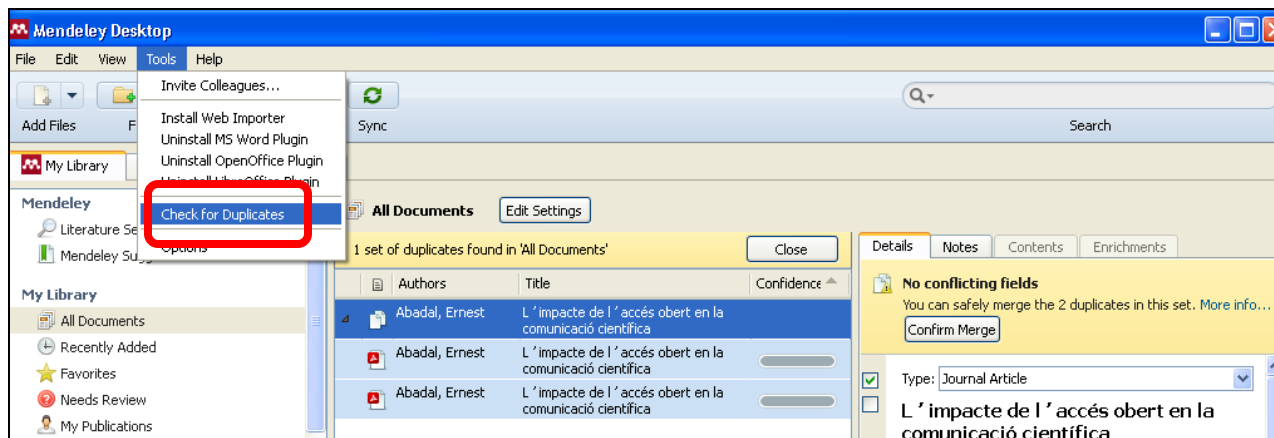 Mendeley Desktop
File Edit View Tools Help
Invite Colleagues...
Install Web Importer
Uninstall MS Word Plugin
Uninstall OpenOffice Plugin
Uninstall LibreOffice Plugin
Check for Duplicates
Options
Add Files
Sync
Search
My Library
Mendeley
Literature Se
Mendeley Sugg
My Library
All Documents
Recently Added
Favorites
Needs Review
My Publications
All Documents Edit Settings
1 set of duplicates found in 'All Documents' Close
Authors Title Confidence
Abadal, Ernest L ’impacte de l ’accés obert en la
comunicació científica
Abadal, Ernest L ’impacte de l ’accés obert en la
comunicació científica
Abadal, Ernest L ’impacte de l ’accés obert en la
comunicació científica
Details Notes Contents Enrichments
No conflicting fields
You can safely merge the 2 duplicates in this set. More info...
Confirm Merge
Type: Journal Article
L ’impacte de l ’accés obert en la
comunicació científica